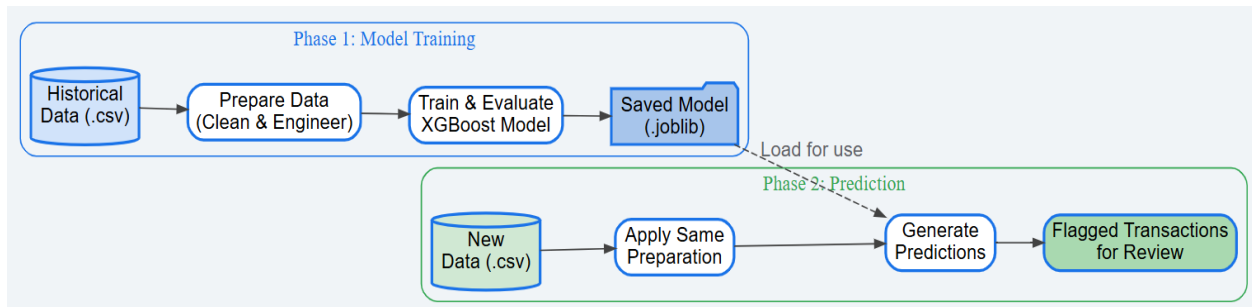 Phase 1: Model Training
Historical
Data (.csv)
Prepare Data
(Clean & Engineer)
Train & Evaluate
XGBoost Model
Saved Model
(.joblib)
Load for use
Phase 2: Prediction
New
Data (.csv)
Apply Same
Preparation
Generate
Predictions
Flagged Transactions
for Review